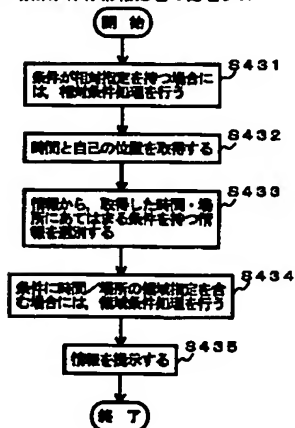 開 始
条件が相対指定を持つ場合に
は、相対条件処理を行う
S431
時間と自己の位置を取得する
S432
情報から、取得した時間・場
所にあてはまる条件を持つ情
報を選別する
S433
条件に時間/場所の領域指定を含
む場合には、領域条件処理を行う
S434
情報を提示する
S435
終 了